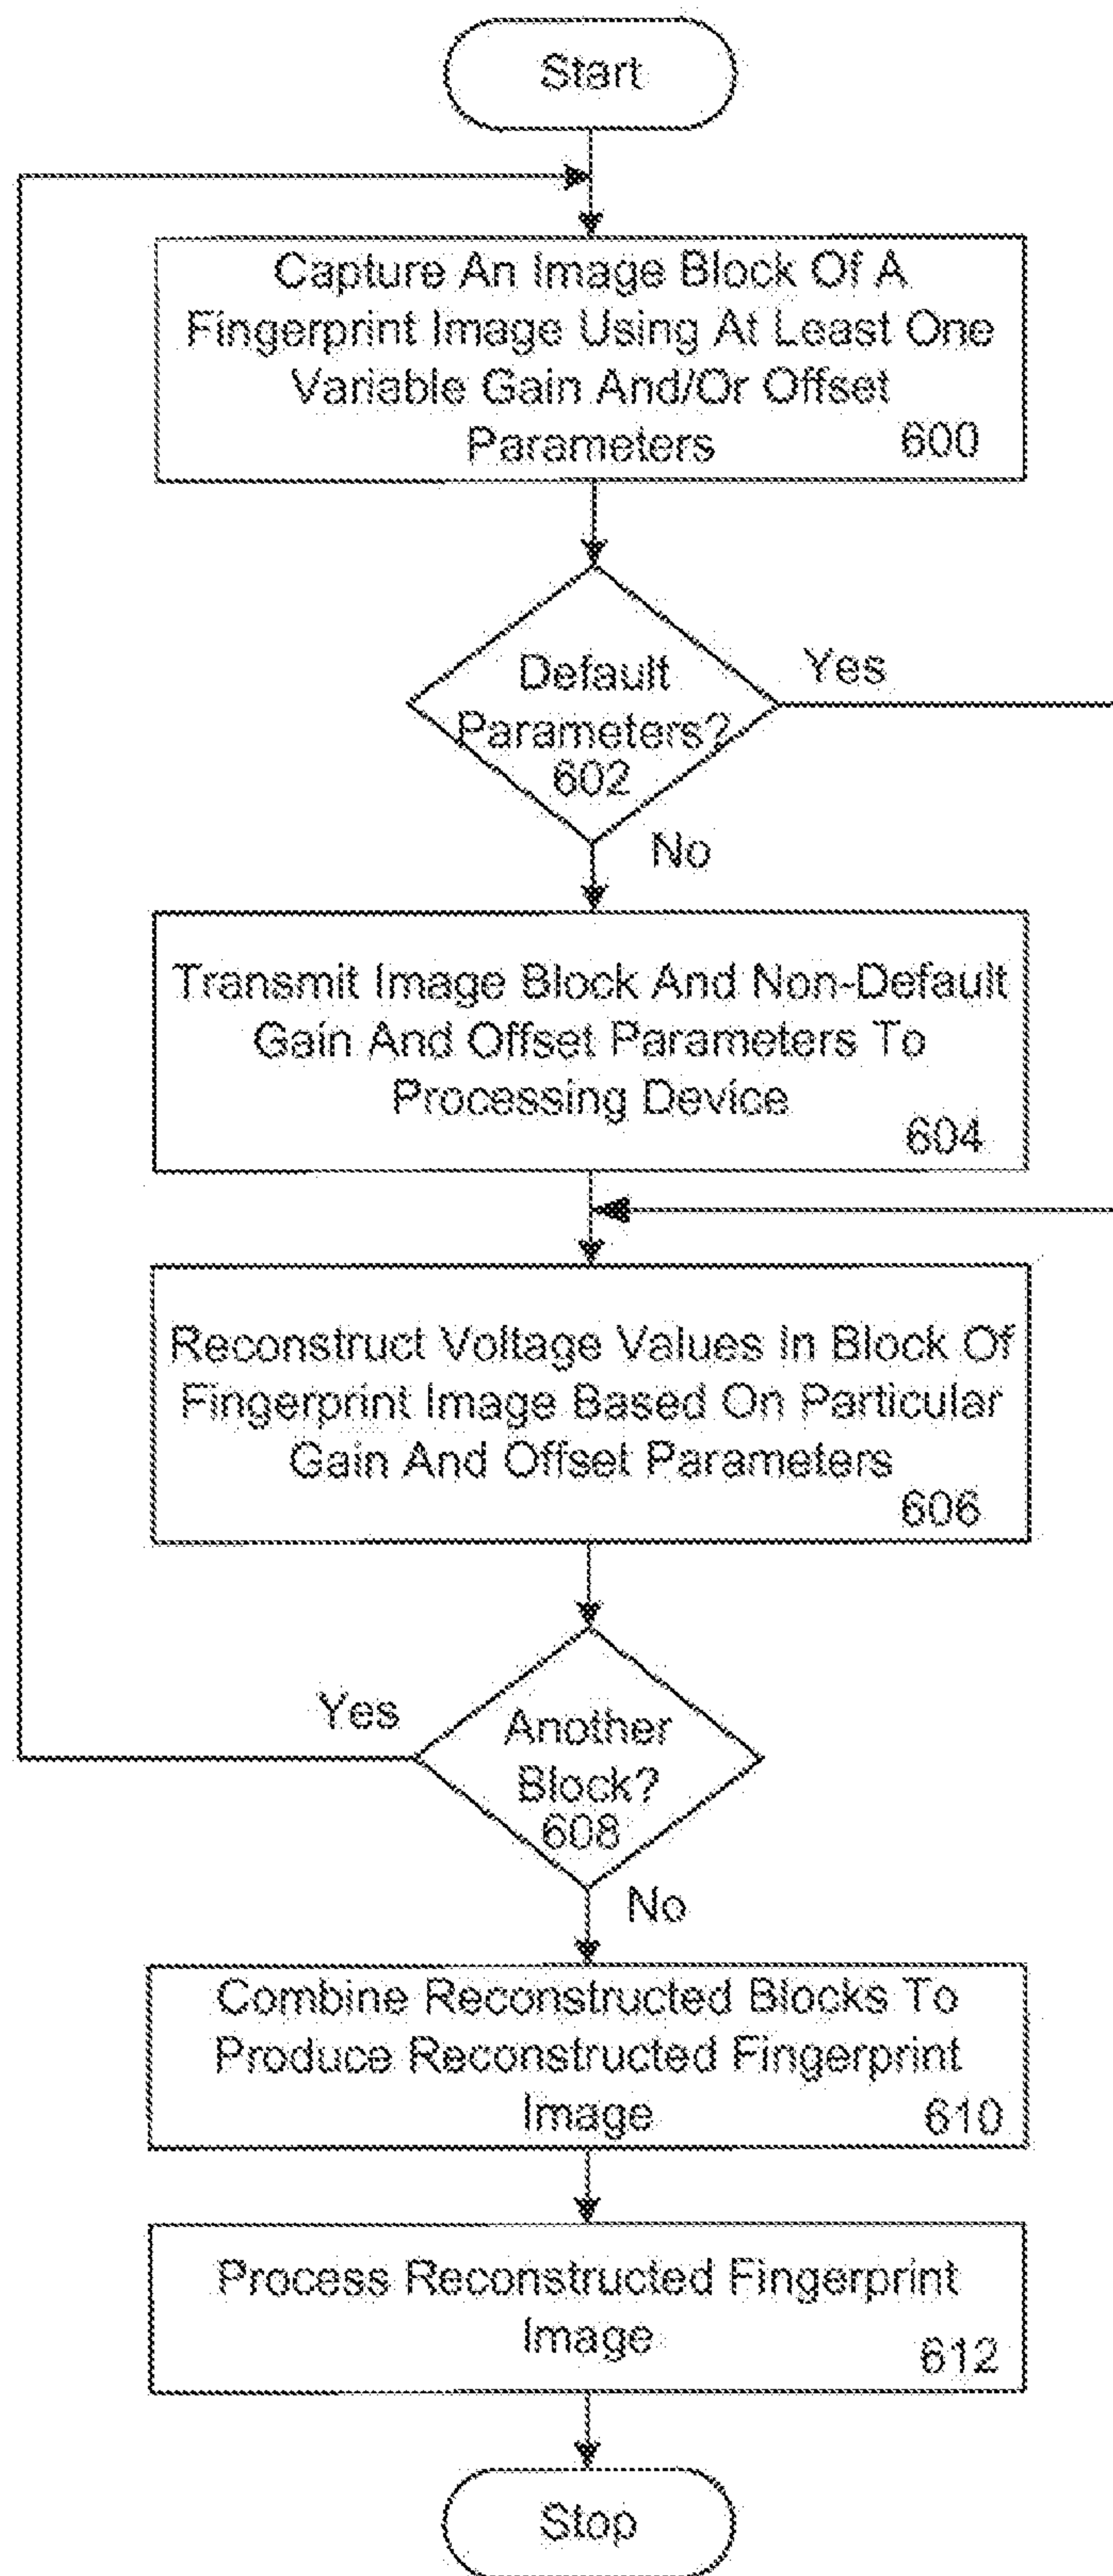 Start
Capture An Image Block Of A
Fingerprint Image Using At Least One
Variable Gain And/Or Offset
Parameters 600
Default
Parameters?
602
Yes
No
Transmit Image Block And Non-Default
Gain And Offset Parameters To
Processing Device
604
Reconstruct Voltage Values In Block Of
Fingerprint Image Based On Particular
Gain And Offset Parameters
606
Yes
Another
Block?
608
No
Combine Reconstructed Blocks To
Produce Reconstructed Fingerprint
Image 610
Process Reconstructed Fingerprint
Image 612
Stop